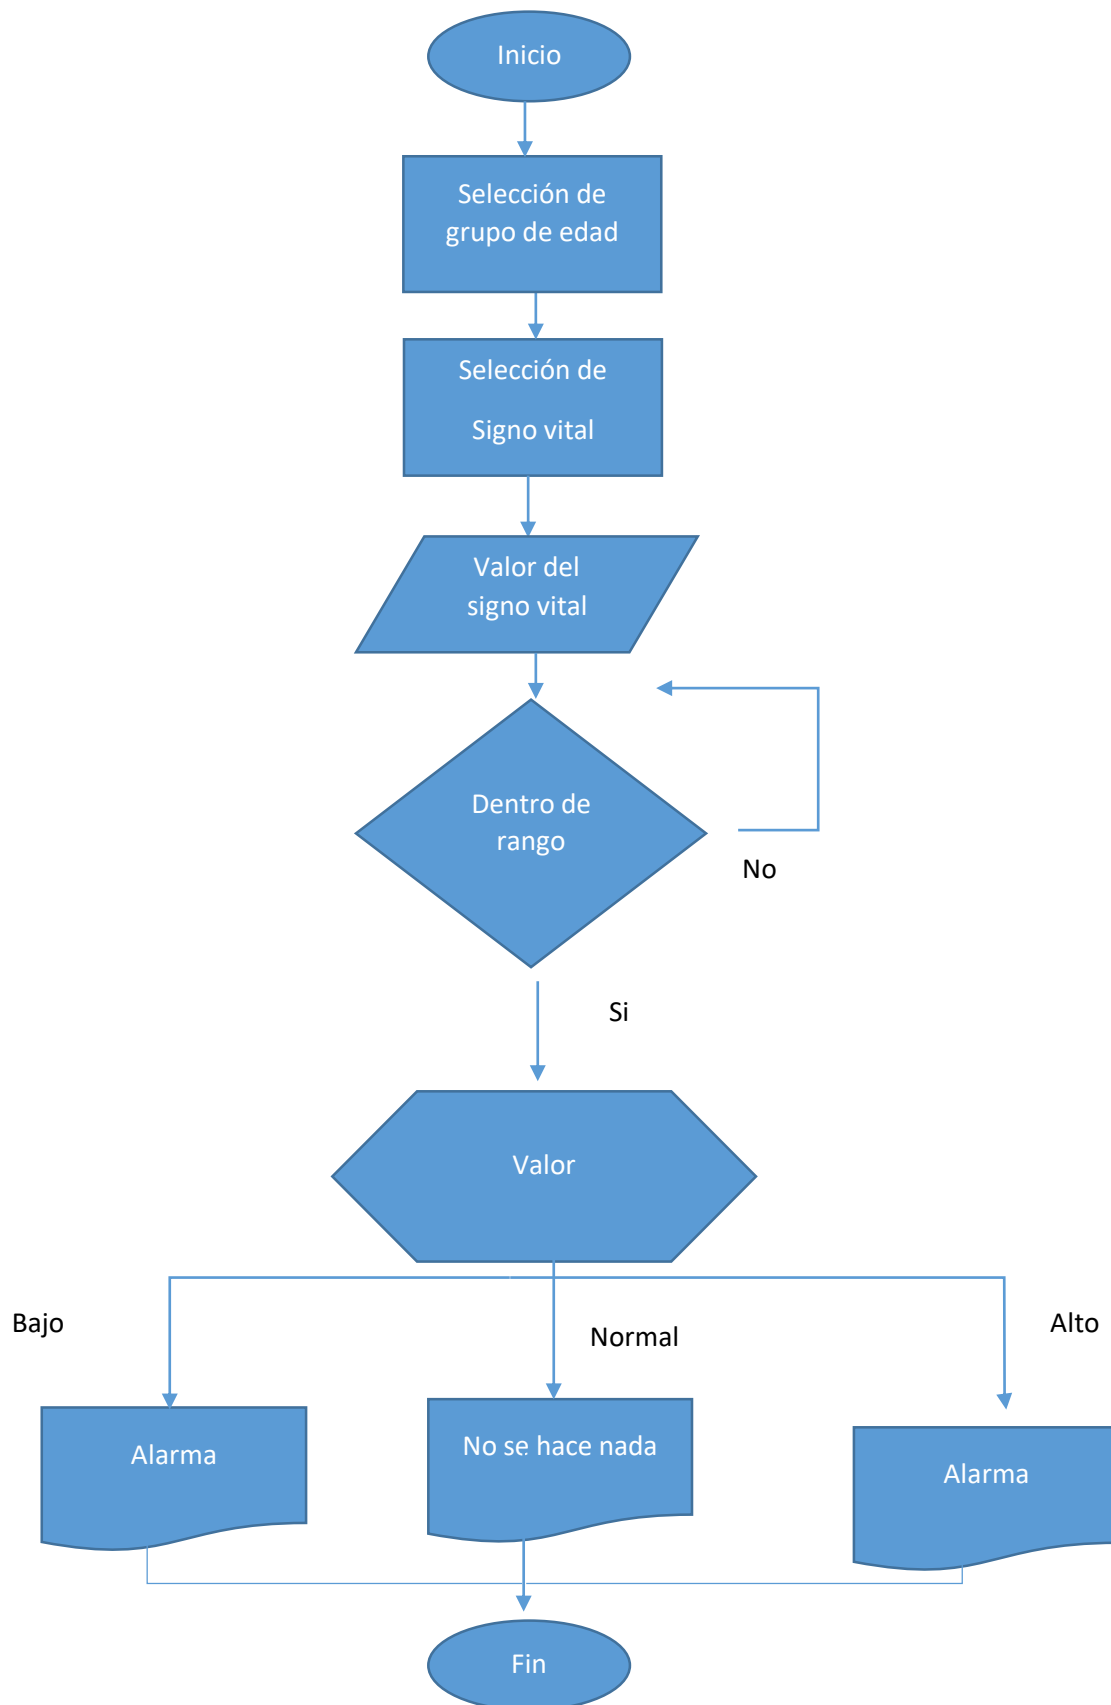 Inicio
Selección de
grupo de edad
Selección de
Signo vital
Valor del
signo vital
Dentro de
rango
No
Si
Valor
Bajo
Normal
Alto
Alarma
No se hace nada
Alarma
Fin